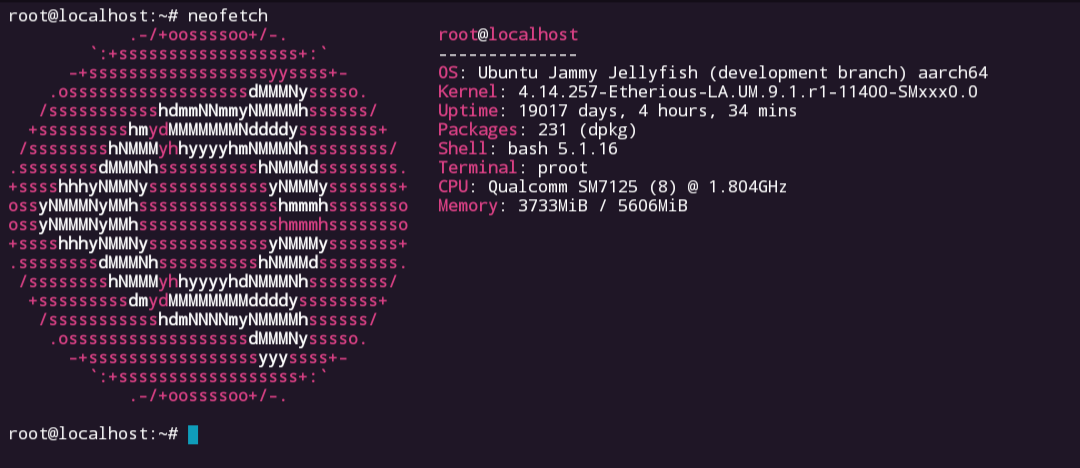 root@localhost:~# neofetch
            .-/+oossssoo+/-.
        `:+ssssssssssssssssss+:`
      -+ssssssssssssssssssyyssss+-
    .ossssssssssssssssssdMMMNysssso.
   /ssssssssssshdmmNNmmyNMMMMhssssss/
  +ssssssssshmydMMMMMMMNddddyssssssss+
 /sssssssshNMMMyhhyyyyhmNMMMNhssssssss/
.ssssssssdMMMNhsssssssssshNMMMdssssssss.
+sssshhhyNMMNyssssssssssssyNMMMysssssss+
ossyNMMMNyMMhsssssssssssssshmmmhssssssso
ossyNMMMNyMMhsssssssssssssshmmmhssssssso
+sssshhhyNMMNyssssssssssssyNMMMysssssss+
.ssssssssdMMMNhsssssssssshNMMMdssssssss.
 /sssssssshNMMMyhhyyyyhdNMMMNhssssssss/
  +sssssssssdmydMMMMMMMMddddyssssssss+
   /ssssssssssshdmNNNNmyNMMMMhssssss/
    .ossssssssssssssssssdMMMNysssso.
      -+sssssssssssssssssyyyssss+-
        `:+ssssssssssssssssss+:`
            .-/+oossssoo+/-.
root@localhost
--------------
OS: Ubuntu Jammy Jellyfish (development branch) aarch64
Kernel: 4.14.257-Etherious-LA.UM.9.1.r1-11400-SMxxx0.0
Uptime: 19017 days, 4 hours, 34 mins
Packages: 231 (dpkg)
Shell: bash 5.1.16
Terminal: proot
CPU: Qualcomm SM7125 (8) @ 1.804GHz
Memory: 3733MiB / 5606MiB
root@localhost:~#